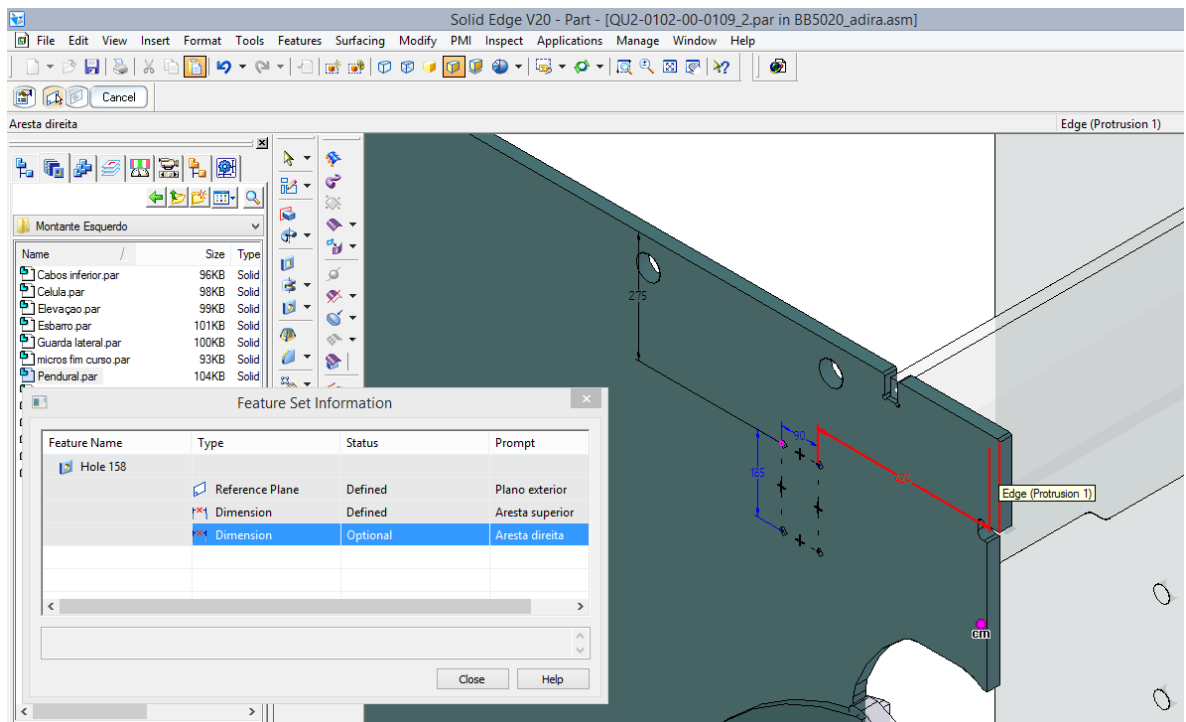 Solid Edge V20 - Part - [QU2-0102-00-0109_2.par in BB5020_adira.asm]
File Edit View Insert Format Tools Features Surfacing Modify PMI Inspect Applications Manage Window Help
Cancel
Aresta direita
Edge (Protrusion 1)
Montante Esquerdo
Name / Size Type
Cabos inferior.par 96KB Solid
Celula.par 98KB Solid
Elevaçao.par 99KB Solid
Esbarro.par 101KB Solid
Guarda lateral.par 100KB Solid
micros fim curso.par 93KB Solid
Pendural.par 104KB Solid
275
90
185
Edge (Protrusion 1)
cm
Feature Set Information
Feature Name Type Status Prompt
Hole 158
Reference Plane Defined Plano exterior
Dimension Defined Aresta superior
Dimension Optional Aresta direita
Close Help